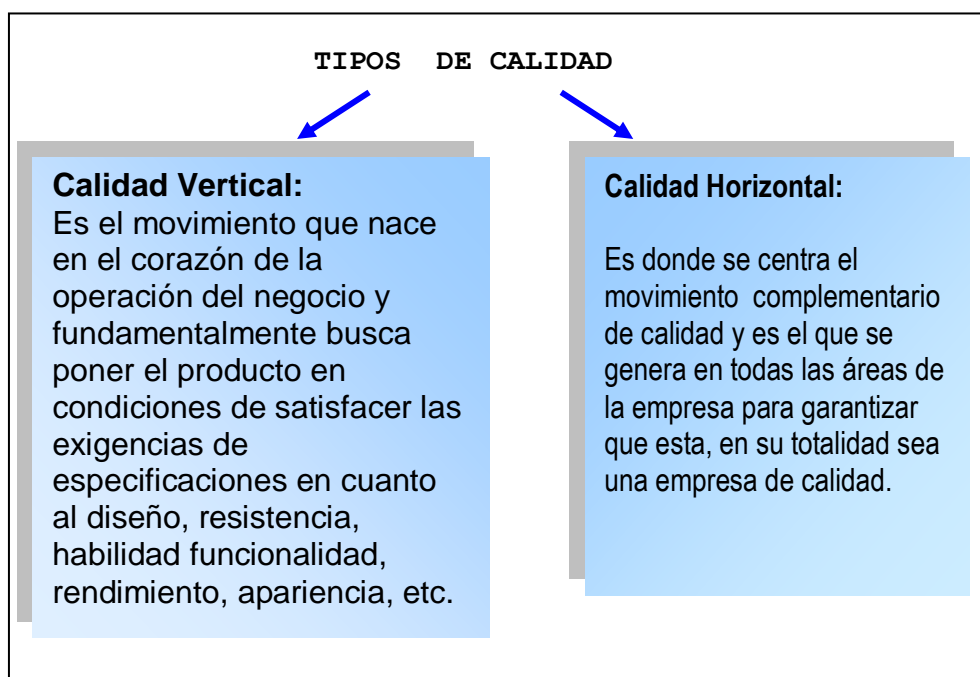 TIPOS DE CALIDAD
Calidad Vertical:
Es el movimiento que nace
en el corazón de la
operación del negocio y
fundamentalmente busca
poner el producto en
condiciones de satisfacer las
exigencias de
especificaciones en cuanto
al diseño, resistencia,
habilidad funcionalidad,
rendimiento, apariencia, etc.
Calidad Horizontal:
Es donde se centra el
movimiento complementario
de calidad y es el que se
genera en todas las áreas de
la empresa para garantizar
que esta, en su totalidad sea
una empresa de calidad.